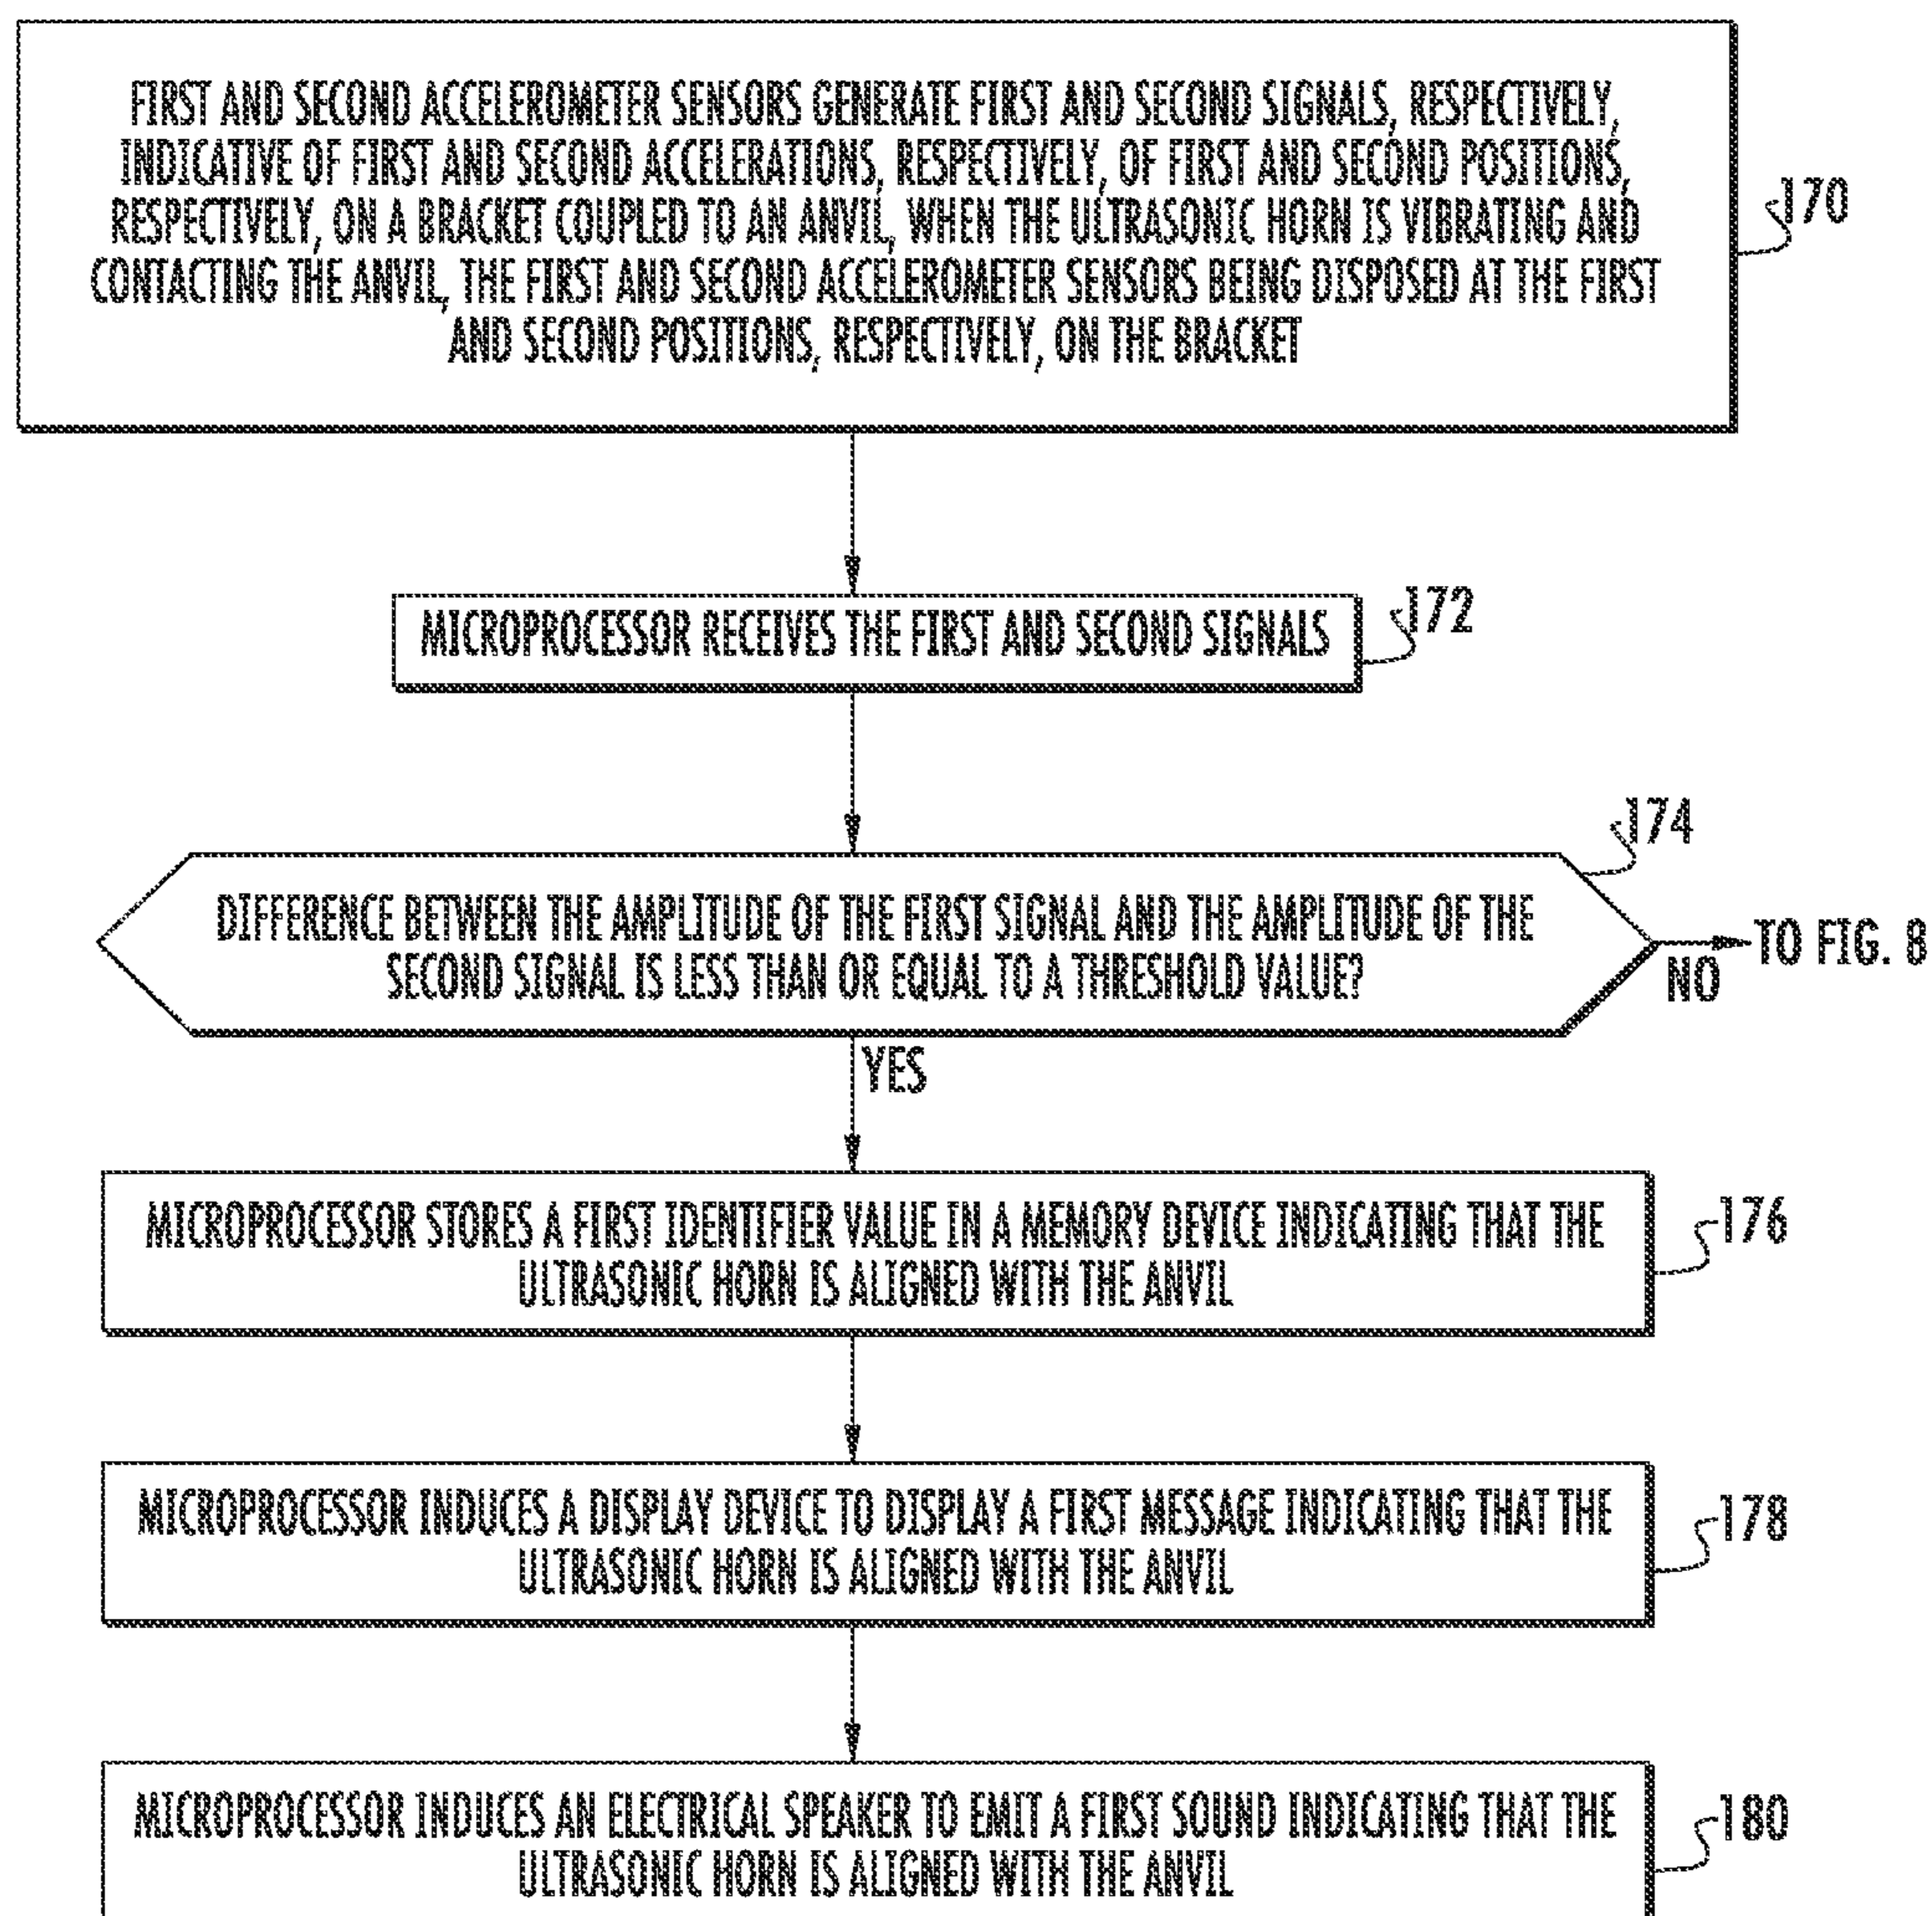 FIRST AND SECOND ACCELEROMETER SENSORS GENERATE FIRST AND SECOND SIGNALS, RESPECTIVELY,
INDICATIVE OF FIRST AND SECOND ACCELERATIONS, RESPECTIVELY, OF FIRST AND SECOND POSITIONS,
RESPECTIVELY, ON A BRACKET COUPLED TO AN ANVIL, WHEN THE ULTRASONIC HORN IS VIBRATING AND
CONTACTING THE ANVIL, THE FIRST AND SECOND ACCELEROMETER SENSORS BEING DISPOSED AT THE FIRST
AND SECOND POSITIONS, RESPECTIVELY, ON THE BRACKET
170
MICROPROCESSOR RECEIVES THE FIRST AND SECOND SIGNALS
172
174
DIFFERENCE BETWEEN THE AMPLITUDE OF THE FIRST SIGNAL AND THE AMPLITUDE OF THE
SECOND SIGNAL IS LESS THAN OR EQUAL TO A THRESHOLD VALUE?
TO FIG. 8
NO
YES
MICROPROCESSOR STORES A FIRST IDENTIFIER VALUE IN A MEMORY DEVICE INDICATING THAT THE
ULTRASONIC HORN IS ALIGNED WITH THE ANVIL
176
MICROPROCESSOR INDUCES A DISPLAY DEVICE TO DISPLAY A FIRST MESSAGE INDICATING THAT THE
ULTRASONIC HORN IS ALIGNED WITH THE ANVIL
178
MICROPROCESSOR INDUCES AN ELECTRICAL SPEAKER TO EMIT A FIRST SOUND INDICATING THAT THE
ULTRASONIC HORN IS ALIGNED WITH THE ANVIL
180